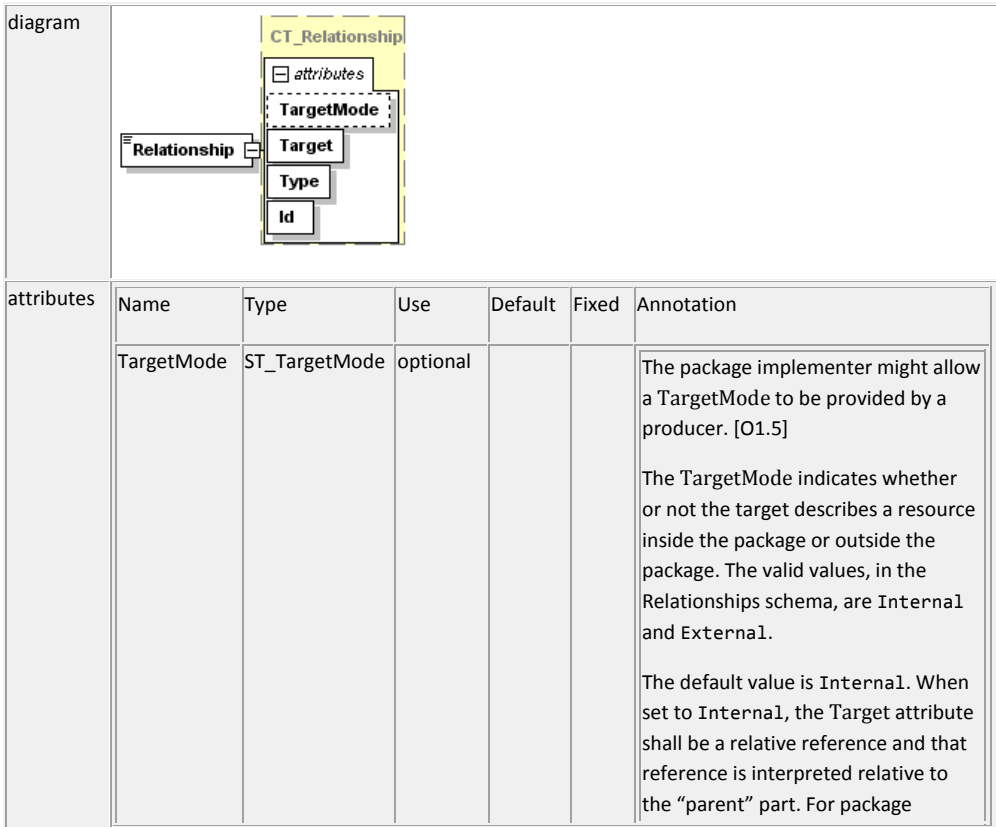 diagram
CT_Relationship
attributes
TargetMode
Relationship
Target
Type
Id
attributes
Name Type Use Default Fixed Annotation
TargetMode ST_TargetMode optional
The package implementer might allow
a TargetMode to be provided by a
producer. [O1.5]
The TargetMode indicates whether
or not the target describes a resource
inside the package or outside the
package. The valid values, in the
Relationships schema, are Internal
and External.
The default value is Internal. When
set to Internal, the Target attribute
shall be a relative reference and that
reference is interpreted relative to
the “parent” part. For package